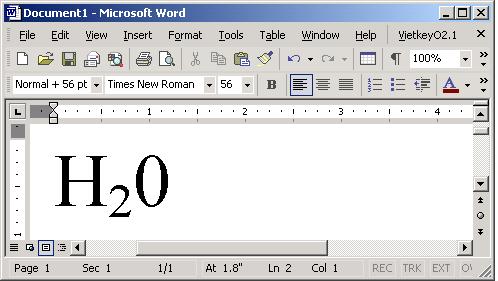 Document1 - Microsoft Word
File Edit View Insert Format Tools Table Window Help VietkeyO2.1
100%
Normal + 56 pt Times New Roman 56 B A
1 2 3 4
H₂0
Page 1 Sec 1 1/1 At 1.8" Ln 2 Col 1 REC TRK EXT